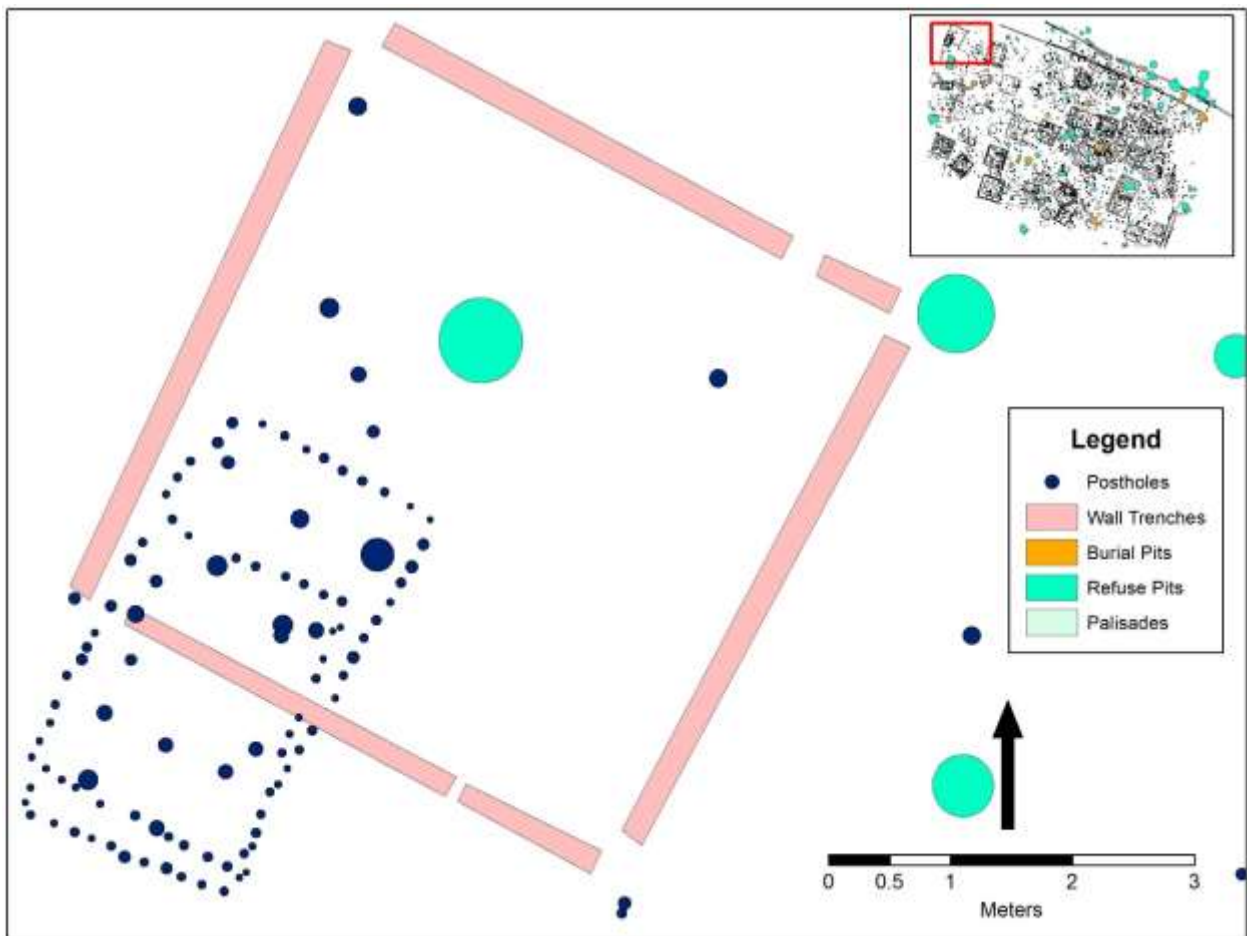 Legend
Postholes
Wall Trenches
Burial Pits
Refuse Pits
Palisades
0 0.5 1 2 3
Meters